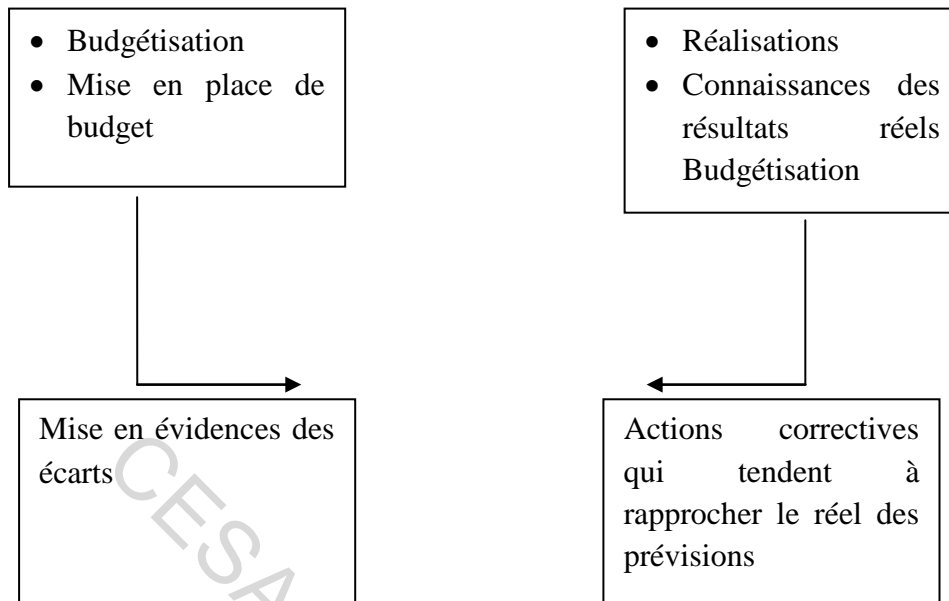 • Budgétisation
• Mise en place de
budget
• Réalisations
• Connaissances des
résultats réels
Budgétisation
Mise en évidences des
écarts
Actions correctives
qui tendent à
rapprocher le réel des
prévisions
CESA